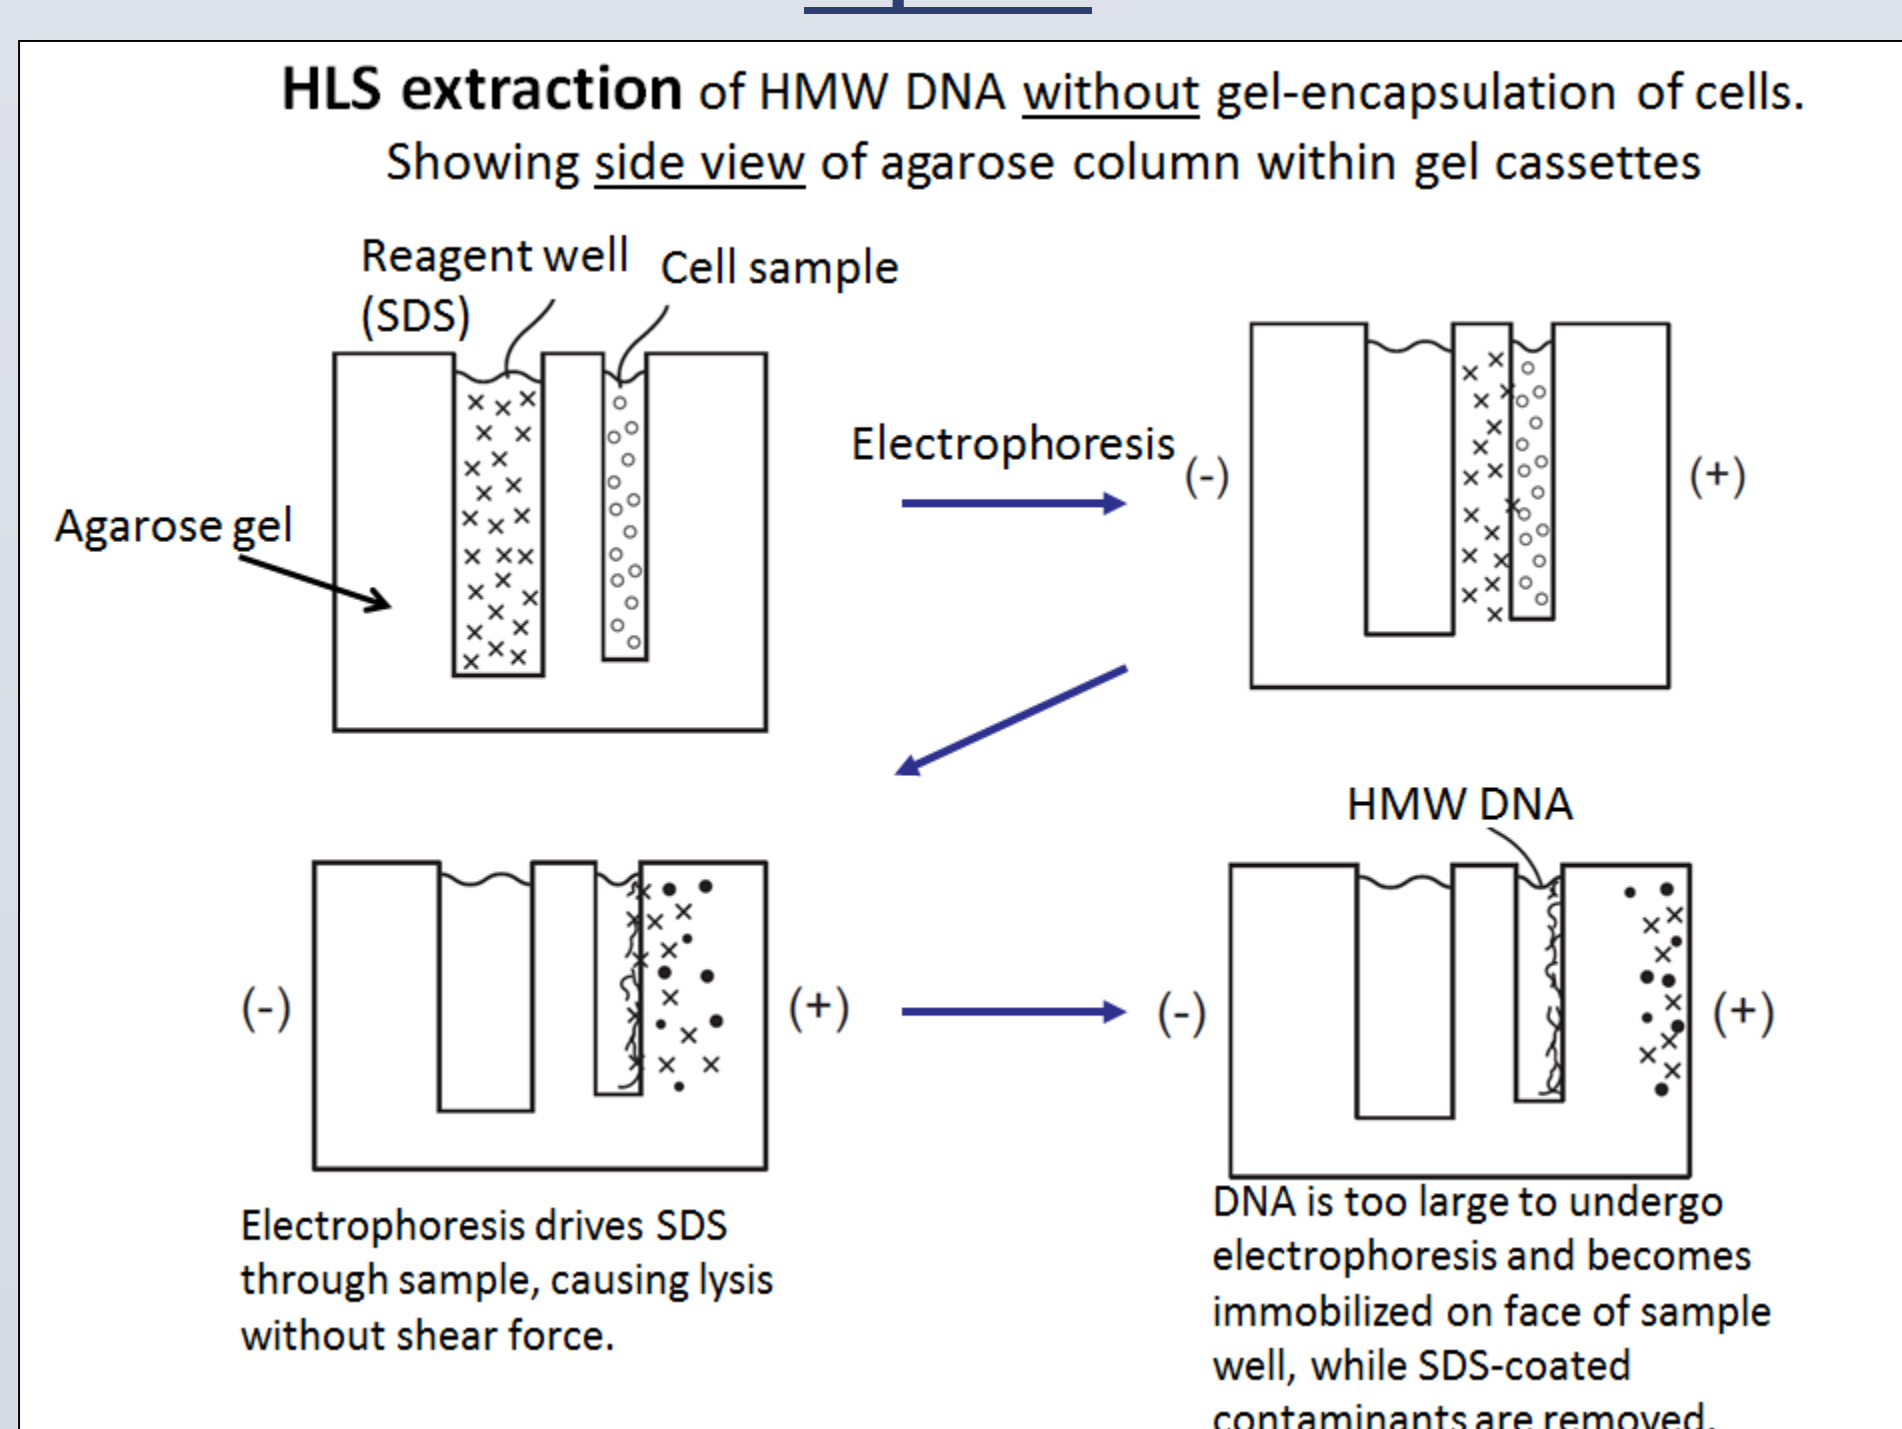 HLS extraction of HMW DNA without gel-encapsulation of cells.
Showing side view of agarose column within gel cassettes
Reagent well
(SDS)
Cell sample
Agarose gel
Electrophoresis
(-)
(+)
HMW DNA
(-)
(+)
(-)
(+)
Electrophoresis drives SDS
through sample, causing lysis
without shear force.
DNA is too large to undergo
electrophoresis and becomes
immobilized on face of sample
well, while SDS-coated
contaminants are removed.